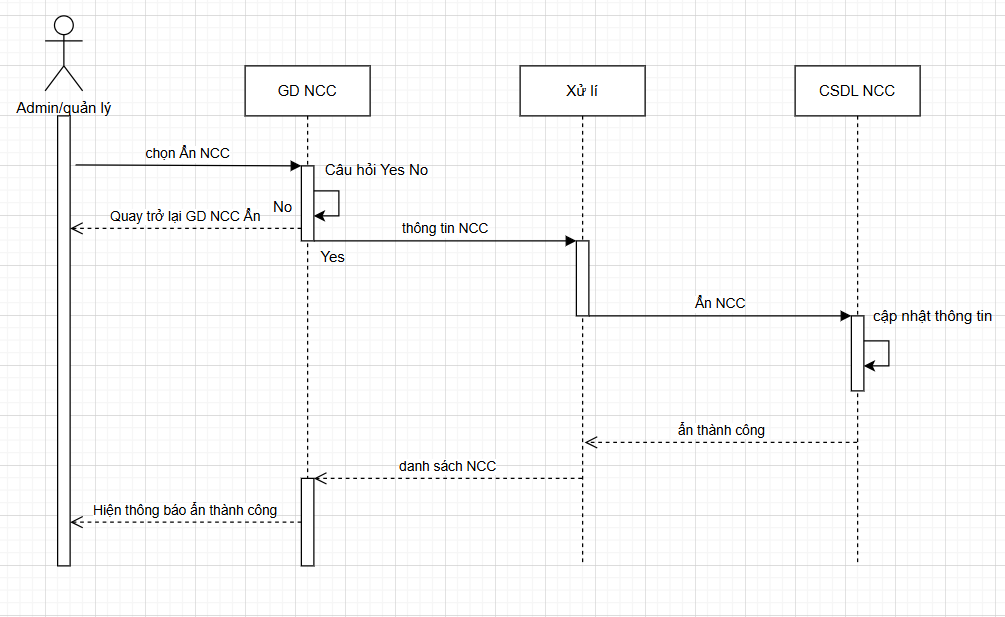 Admin/quản lý
GD NCC
Xử lí
CSDL NCC
chọn Ẩn NCC
Câu hỏi Yes No
No
Quay trở lại GD NCC Ẩn
thông tin NCC
Yes
Ẩn NCC
cập nhật thông tin
ẩn thành công
danh sách NCC
Hiện thông báo ẩn thành công